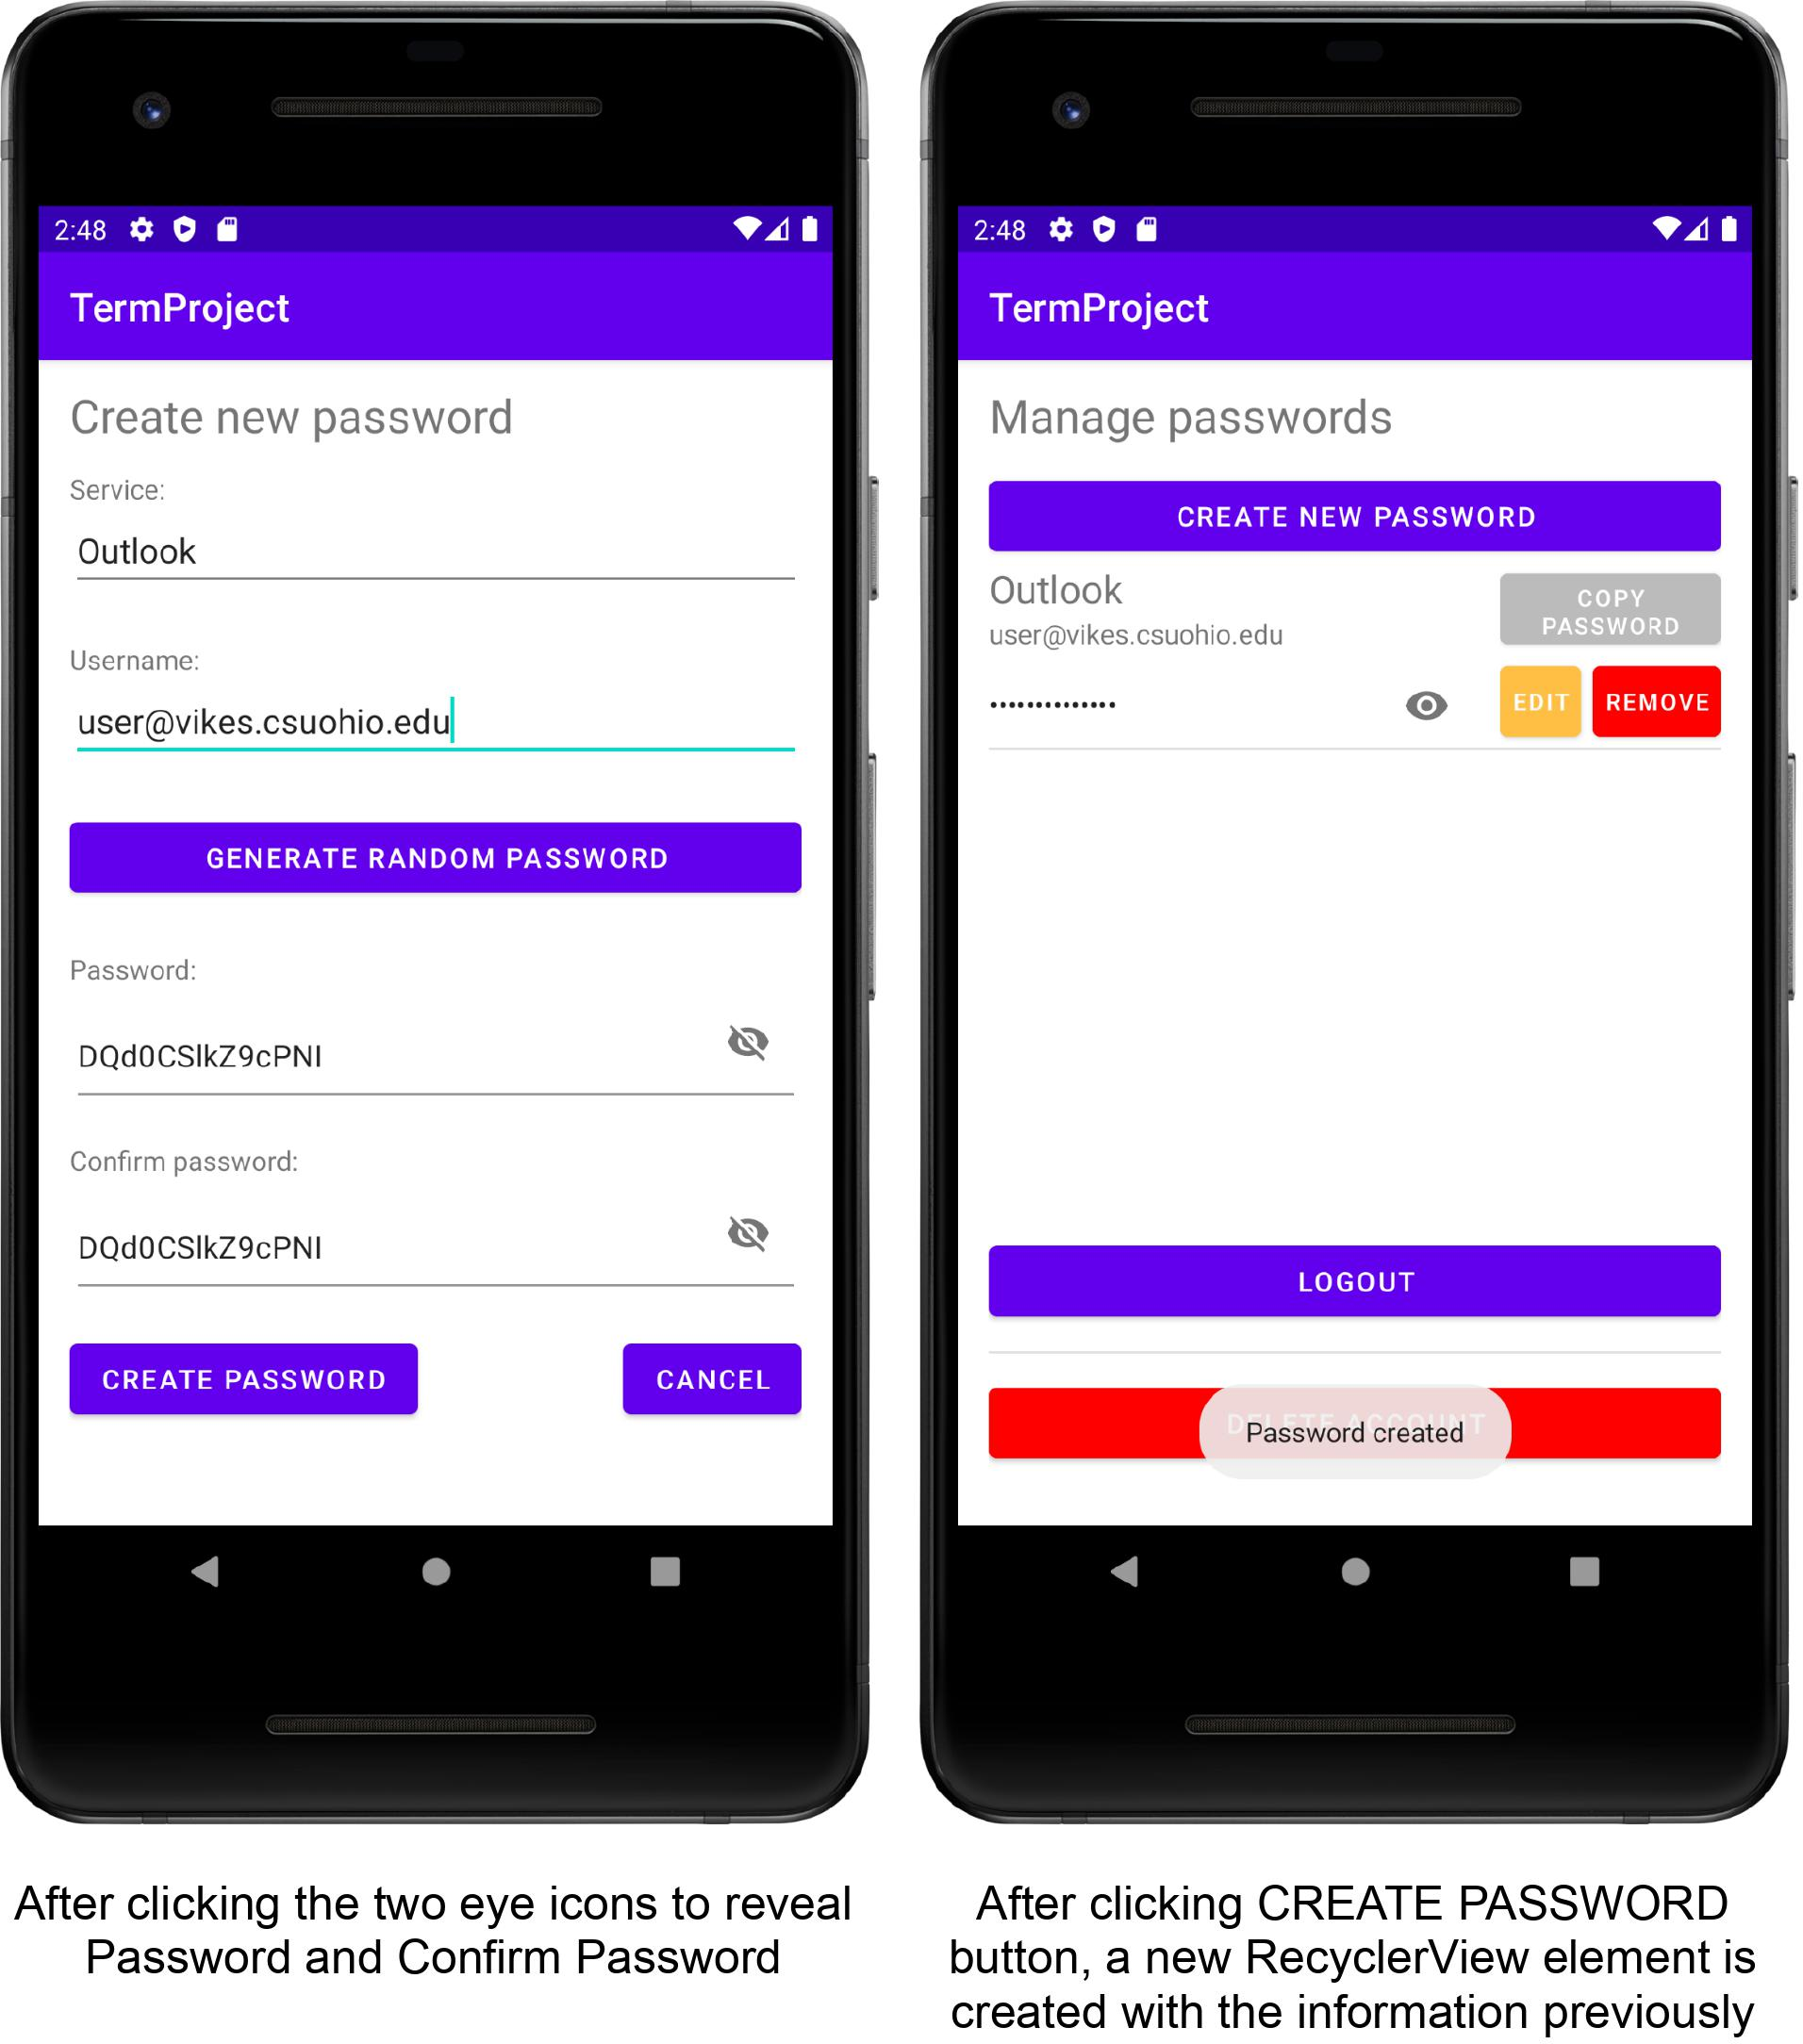 2:48
TermProject
Create new password
Service:
Outlook
Username:
user@vikes.csuohio.edu
GENERATE RANDOM PASSWORD
Password:
DQd0CSlkZ9cPNI
Confirm password:
DQd0CSlkZ9cPNI
CREATE PASSWORD
CANCEL
After clicking the two eye icons to reveal
Password and Confirm Password
2:48
TermProject
Manage passwords
CREATE NEW PASSWORD
Outlook
user@vikes.csuohio.edu
COPY
PASSWORD
EDIT
REMOVE
LOGOUT
DELETE ACCOUNT
Password created
After clicking CREATE PASSWORD
button, a new RecyclerView element is
created with the information previously